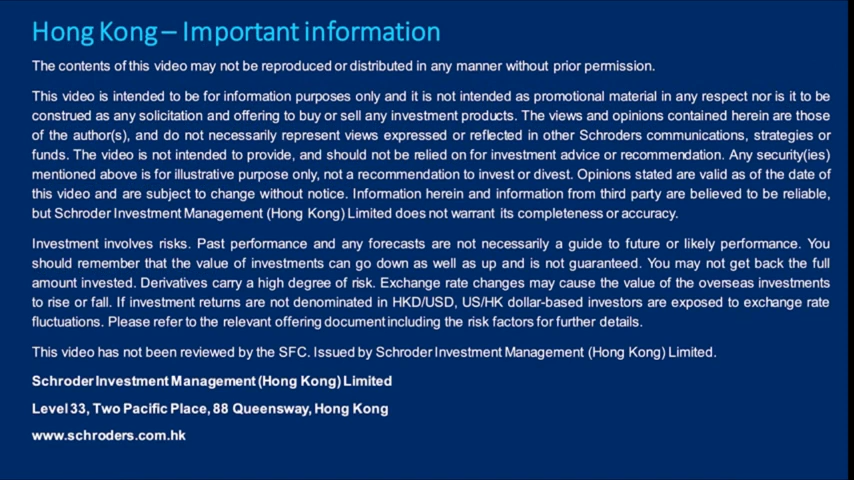 Hong Kong – Important information
The contents of this video may not be reproduced or distributed in any manner without prior permission.
This video is intended to be for information purposes only and it is not intended as promotional material in any respect nor is it to be
construed as any solicitation and offering to buy or sell any investment products. The views and opinions contained herein are those
of the author(s), and do not necessarily represent views expressed or reflected in other Schroders communications, strategies or
funds. The video is not intended to provide, and should not be relied on for investment advice or recommendation. Any security(ies)
mentioned above is for illustrative purpose only, not a recommendation to invest or divest. Opinions stated are valid as of the date of
this video and are subject to change without notice. Information herein and information from third party are believed to be reliable,
but Schroder Investment Management (Hong Kong) Limited does not warrant its completeness or accuracy.
Investment involves risks. Past performance and any forecasts are not necessarily a guide to future or likely performance. You
should remember that the value of investments can go down as well as up and is not guaranteed. You may not get back the full
amount invested. Derivatives carry a high degree of risk. Exchange rate changes may cause the value of the overseas investments
to rise or fall. If investment returns are not denominated in HKD/USD, US/HK dollar-based investors are exposed to exchange rate
fluctuations. Please refer to the relevant offering document including the risk factors for further details.
This video has not been reviewed by the SFC. Issued by Schroder Investment Management (Hong Kong) Limited.
Schroder Investment Management (Hong Kong) Limited
Level 33, Two Pacific Place, 88 Queensway, Hong Kong
www.schroders.com.hk